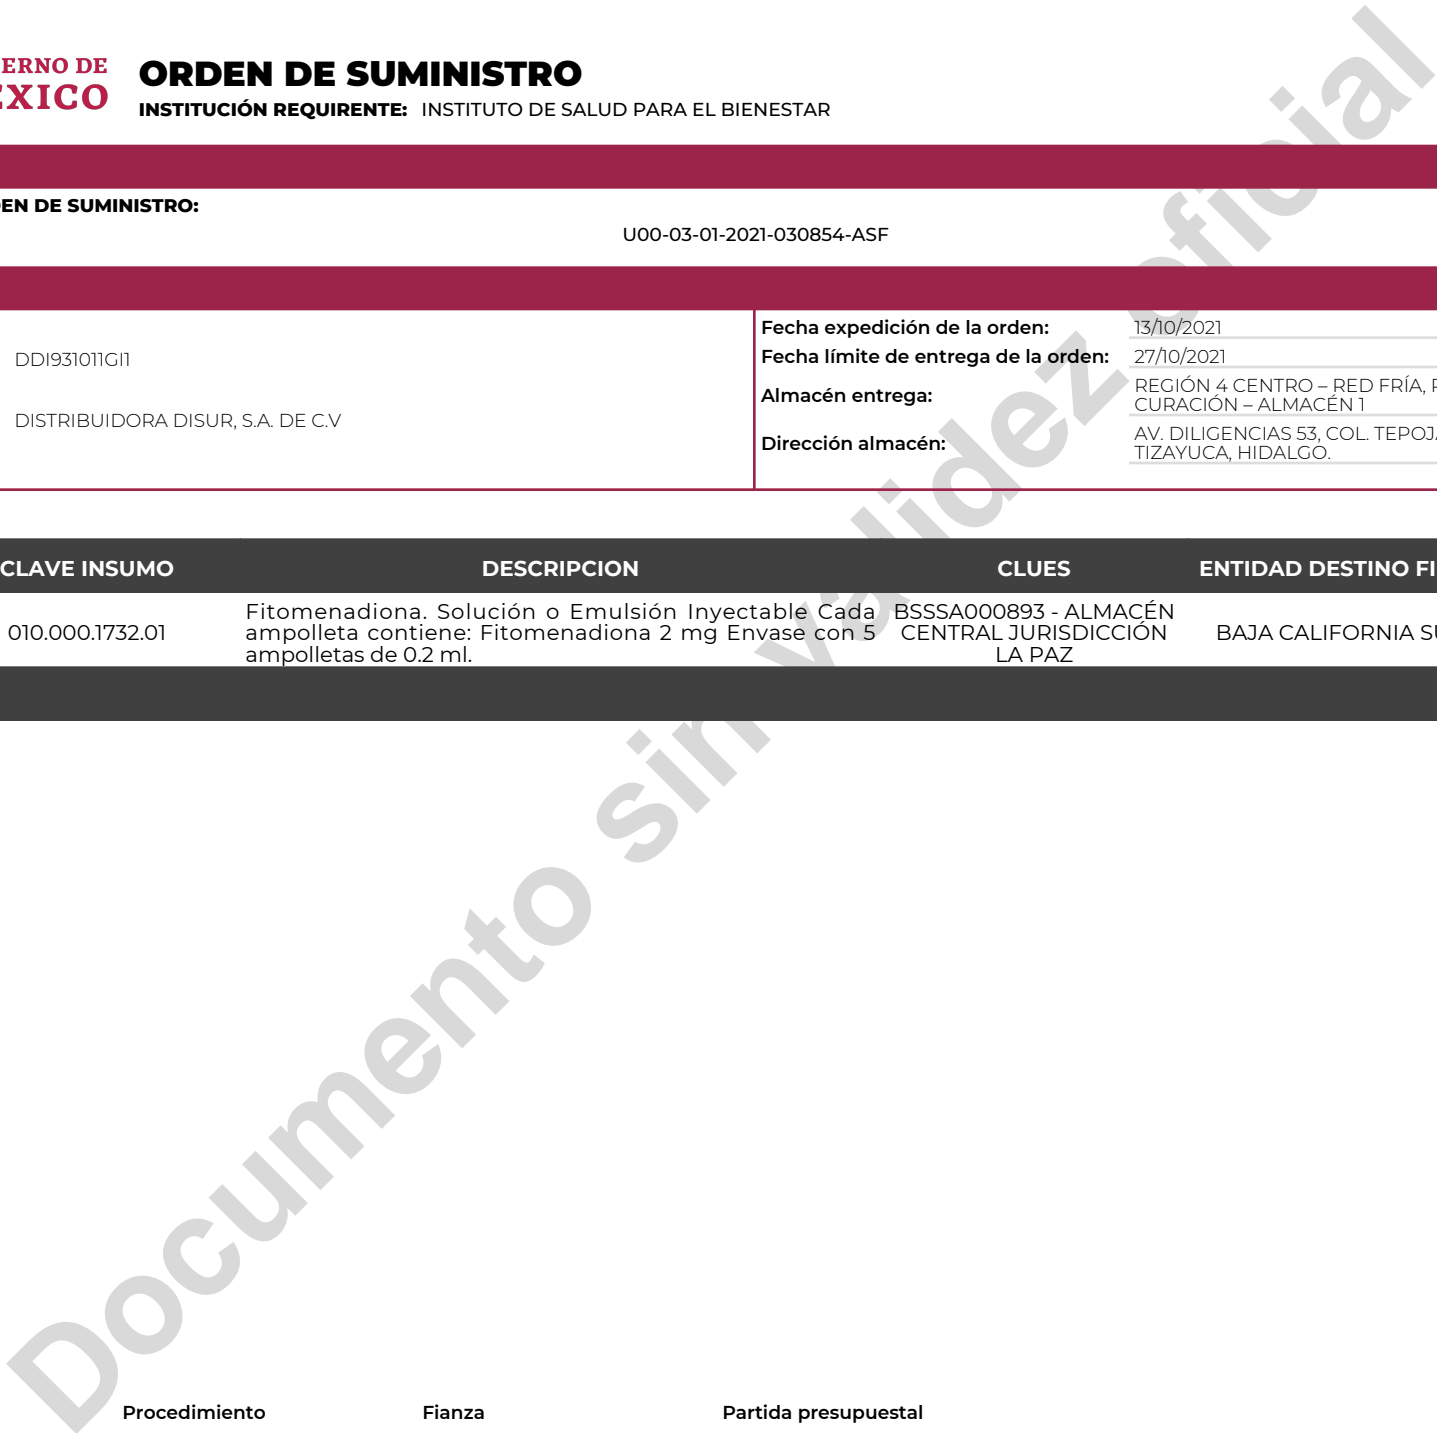 ERNO DE
EXICO
ORDEN DE SUMINISTRO
INSTITUCIÓN REQUIRENTE: INSTITUTO DE SALUD PARA EL BIENESTAR
EN DE SUMINISTRO:
U00-03-01-2021-030854-ASF
DDI931011GI1
DISTRIBUIDORA DISUR, S.A. DE C.V
Fecha expedición de la orden: 13/10/2021
Fecha límite de entrega de la orden: 27/10/2021
Almacén entrega: REGIÓN 4 CENTRO – RED FRÍA,
CURACIÓN – ALMACÉN 1
Dirección almacén: AV. DILIGENCIAS 53, COL. TEPOJ
TIZAYUCA, HIDALGO.
CLAVE INSUMO DESCRIPCION CLUES ENTIDAD DESTINO FI
010.000.1732.01
Fitomenadiona. Solución o Emulsión Inyectable Cada
ampolleta contiene: Fitomenadiona 2 mg Envase con 5
ampolletas de 0.2 ml.
BSSSA000893 - ALMACÉN
CENTRAL JURISDICCIÓN
LA PAZ
BAJA CALIFORNIA S
Documento sin validez oficial
Procedimiento Fianza Partida presupuestal